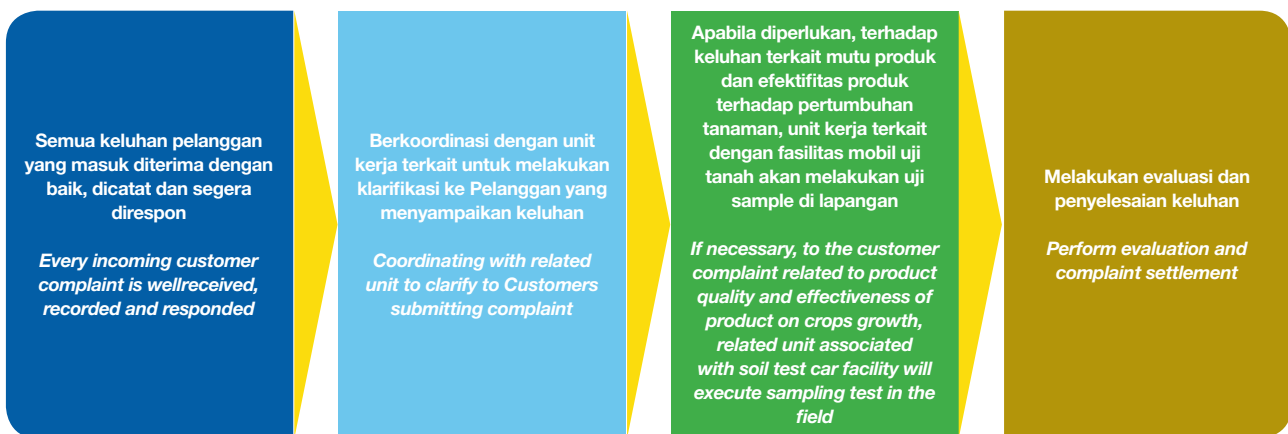 Semua keluhan pelanggan
yang masuk diterima dengan
baik, dicatat dan segera
direspon
Every incoming customer
complaint is wellreceived,
recorded and responded
Berkoordinasi dengan unit
kerja terkait untuk melakukan
klarifikasi ke Pelanggan yang
menyampaikan keluhan
Coordinating with related
unit to clarify to Customers
submitting complaint
Apabila diperlukan, terhadap
keluhan terkait mutu produk
dan efektifitas produk
terhadap pertumbuhan
tanaman, unit kerja terkait
dengan fasilitas mobil uji
tanah akan melakukan uji
sample di lapangan
If necessary, to the customer
complaint related to product
quality and effectiveness of
product on crops growth,
related unit associated
with soil test car facility will
execute sampling test in the
field
Melakukan evaluasi dan
penyelesaian keluhan
Perform evaluation and
complaint settlement